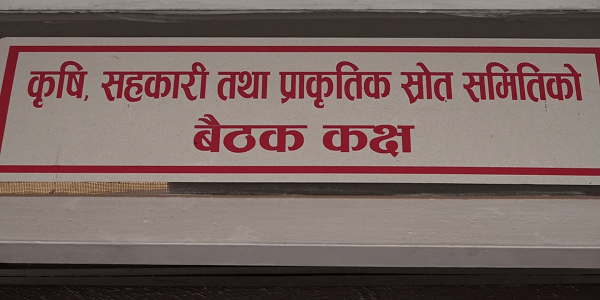 कृषि, सहकारी तथा प्राकृतिक स्रोत समितिको
बैठक कक्ष